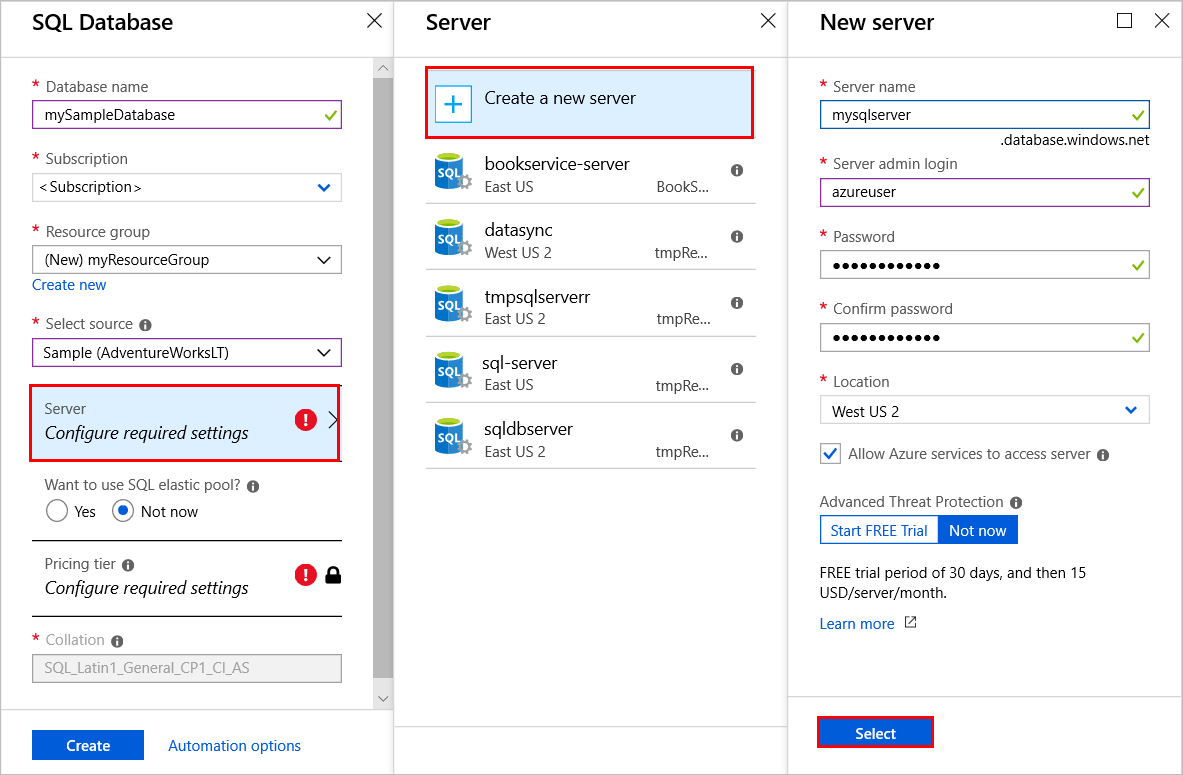 SQL Database
* Database name
mySampleDatabase
* Subscription
<Subscription>
* Resource group
(New) myResourceGroup
Create new
* Select source
Sample (AdventureWorksLT)
Server
Configure required settings
Want to use SQL elastic pool?
Yes Not now
Pricing tier
Configure required settings
* Collation
SQL_Latin1_General_CP1_CI_AS
Create Automation options
Server
Create a new server
bookservice-server
East US BookS...
datasync
West US 2 tmpRe...
tmpsqlserverr
East US 2 tmpRe...
sql-server
East US tmpRe...
sqldbserver
East US 2 tmpRe...
New server
* Server name
mysqlserver
.database.windows.net
* Server admin login
azureuser
* Password
••••••••••••
* Confirm password
••••••••••••
* Location
West US 2
Allow Azure services to access server
Advanced Threat Protection
Start FREE Trial Not now
FREE trial period of 30 days, and then 15
USD/server/month.
Learn more
Select